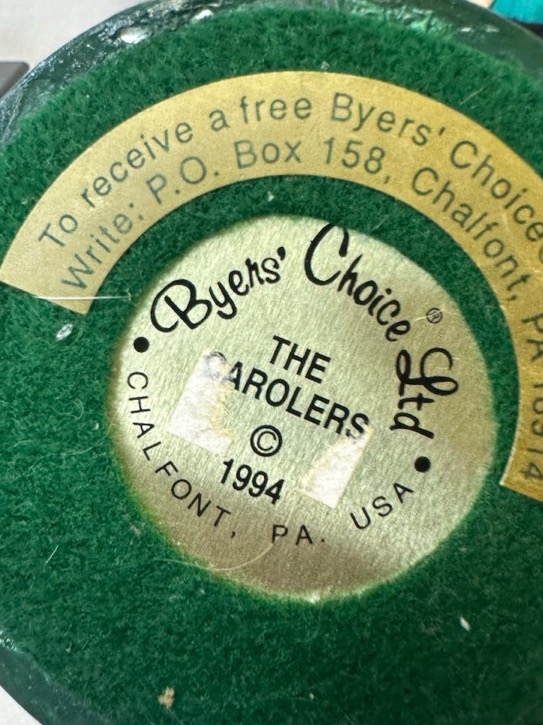 To receive a free Byers' Choice
Write: P.O. Box 158, Chalfont, PA 18914
Byers' Choice® Ltd
THE
CAROLERS
©
1994
• CHALFONT, PA. USA •